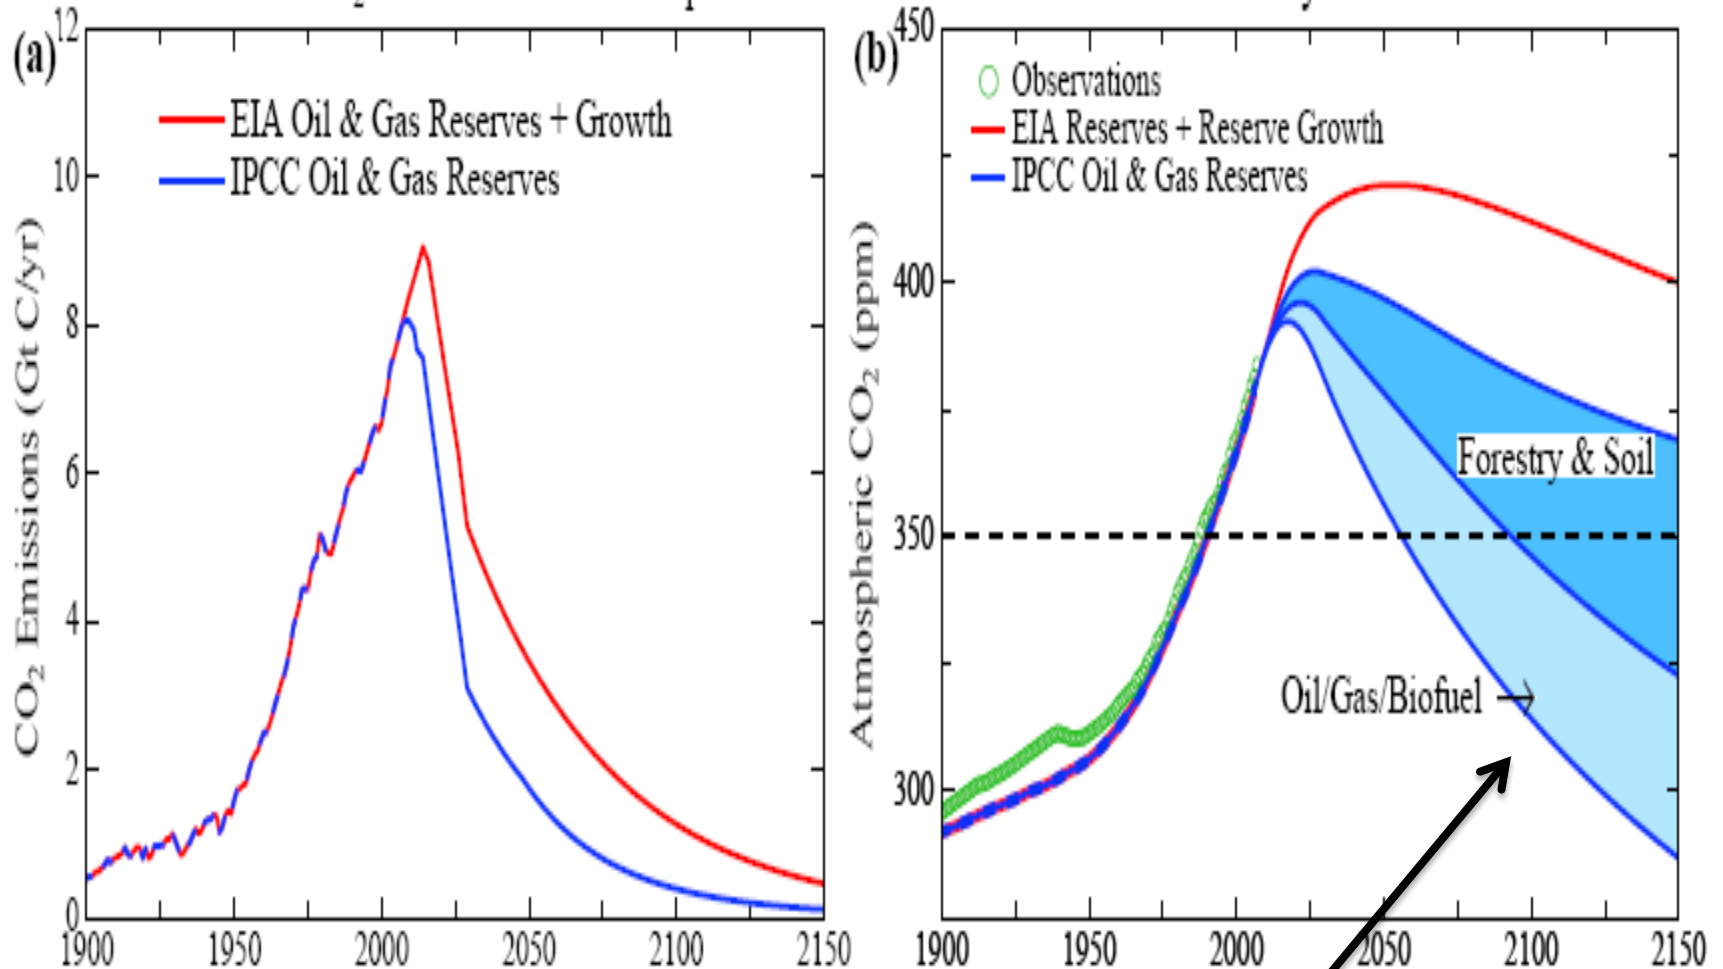 (a)
12
10
8
6
4
2
0
CO₂ Emissions (Gt C/yr)
EIA Oil & Gas Reserves + Growth
IPCC Oil & Gas Reserves
1900 1950 2000 2050 2100 2150
(b)
450
400
350
300
Atmospheric CO₂ (ppm)
Observations
EIA Reserves + Reserve Growth
IPCC Oil & Gas Reserves
Forestry & Soil
Oil/Gas/Biofuel →
1900 1950 2000 2050 2100 2150